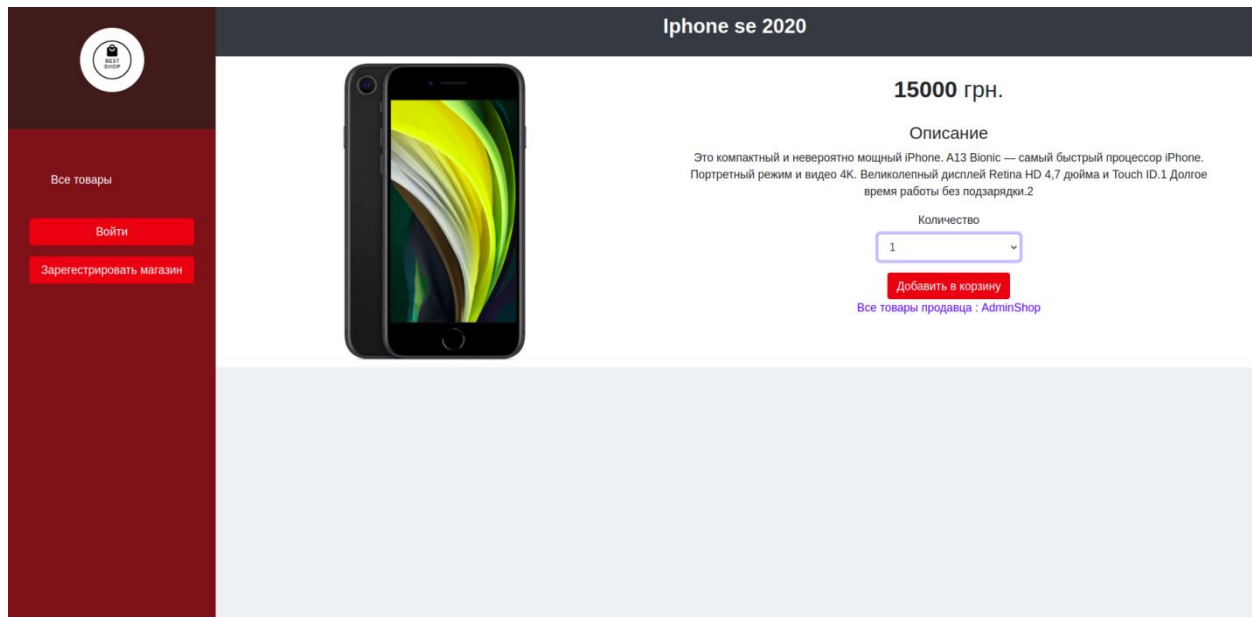 BEST
SHOP
Все товары
Войти
Зарегестрировать магазин
Iphone se 2020
15000 грн.
Описание
Это компактный и невероятно мощный iPhone. A13 Bionic — самый быстрый процессор iPhone.
Портретный режим и видео 4K. Великолепный дисплей Retina HD 4,7 дюйма и Touch ID.1 Долгое
время работы без подзарядки.2
Количество
1
Добавить в корзину
Все товары продавца : AdminShop